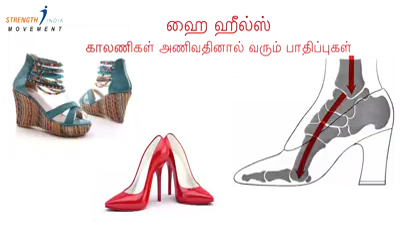 STRENGTH INDIA
MOVEMENT
ஹை ஹீல்ஸ்
காலணிகள் அணிவதினால் வரும் பாதிப்புகள்